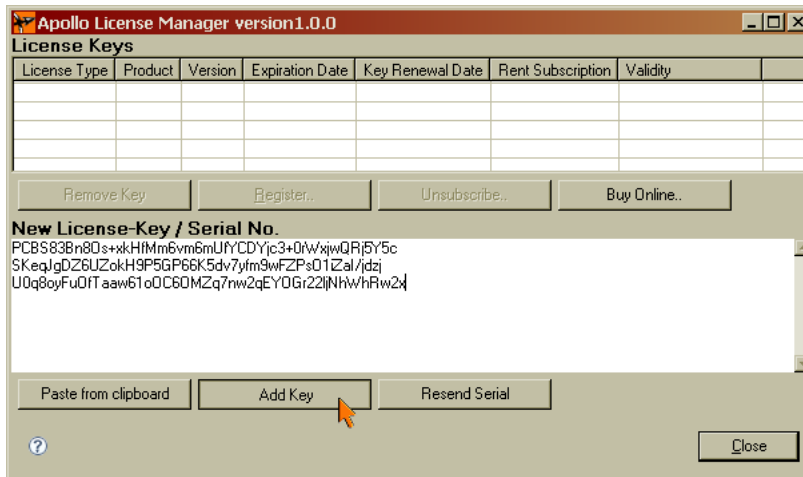 Apollo License Manager version1.0.0
License Keys
License Type Product Version Expiration Date Key Renewal Date Rent Subscription Validity
Remove Key Register.. Unsubscribe.. Buy Online..
New License-Key / Serial No.
PCBS83Bn8Os+xkHfMm6vm6mUfYCDYjc3+0rWxjwQRj5Y5c
SKeqJgDZ6UZokH9P5GP66K5dv7yfm9wFZPsO1iZaI/jdzj
U0q8oyFuOfTaaw61oOC6OMZq7nw2qEYOGr22IjNhWhRw2x
Paste from clipboard Add Key Resend Serial
? Close